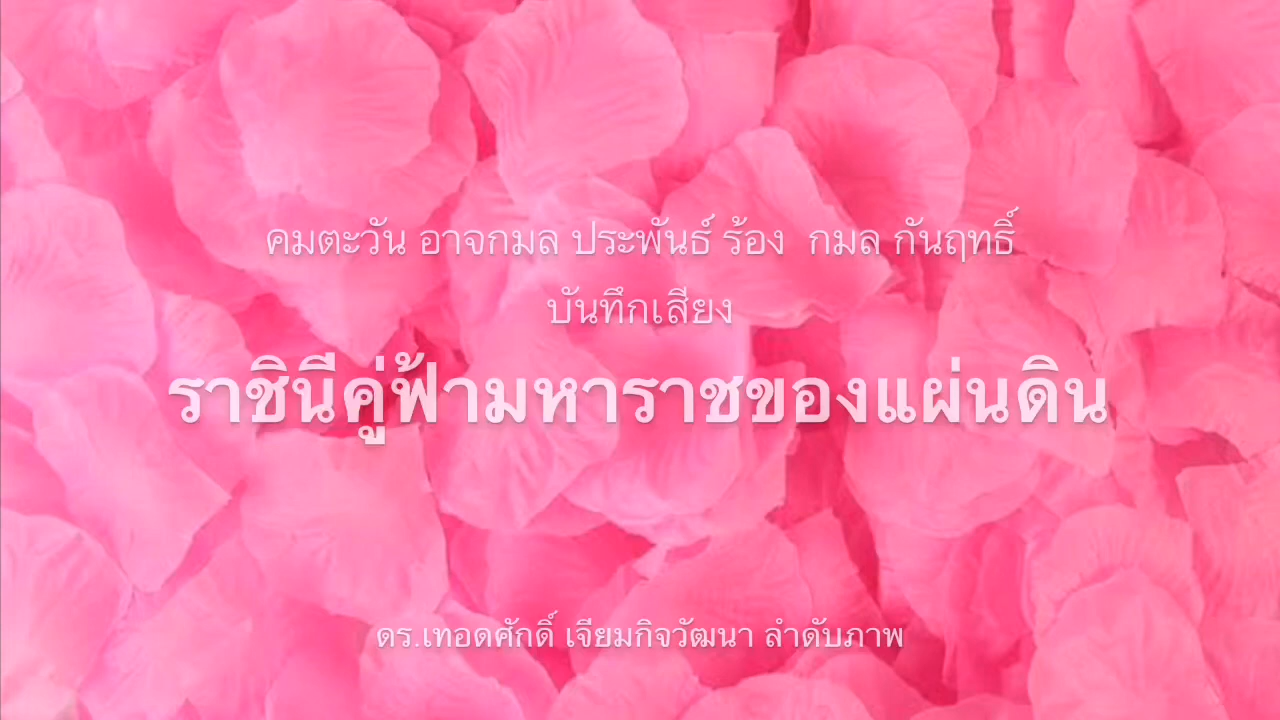 คมตะวัน อาจกมล ประพันธ์ ร้อง กมล กันฤทธิ์
บันทึกเสียง
ราชินีคู่ฟ้ามหาราชของแผ่นดิน
ดร.เทอดศักดิ์ เจียมกิจวัฒนา ลำดับภาพ